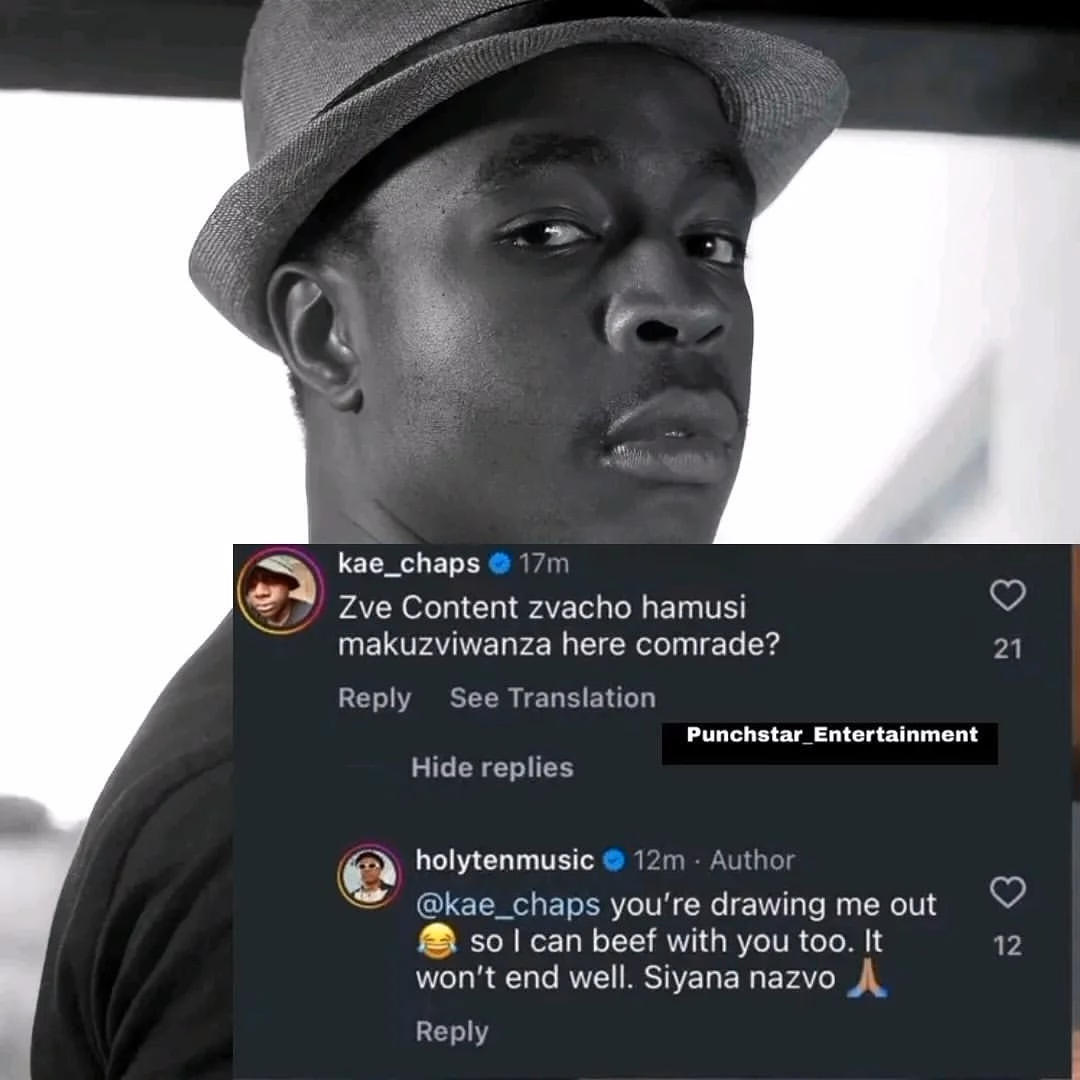 kae_chaps 17m
Zve Content zvacho hamusi
makuzviwanza here comrade?
21
Reply See Translation
Punchstar_Entertainment
Hide replies
holytenmusic 12m · Author
@kae_chaps you’re drawing me out
😂 so I can beef with you too. It
12
won’t end well. Siyana nazvo 🙏🏽
Reply